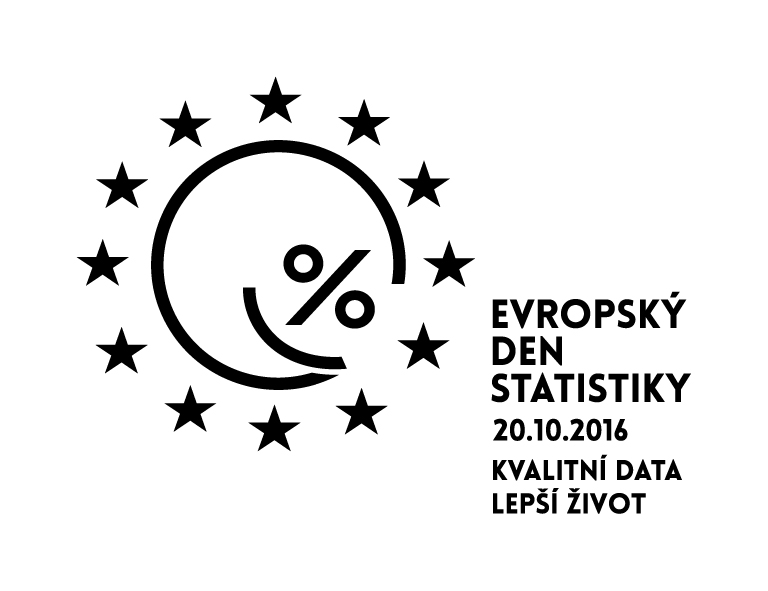 %
EVROPSKÝ
DEN
STATISTIKY
20.10.2016
KVALITNÍ DATA
LEPŠÍ ŽIVOT